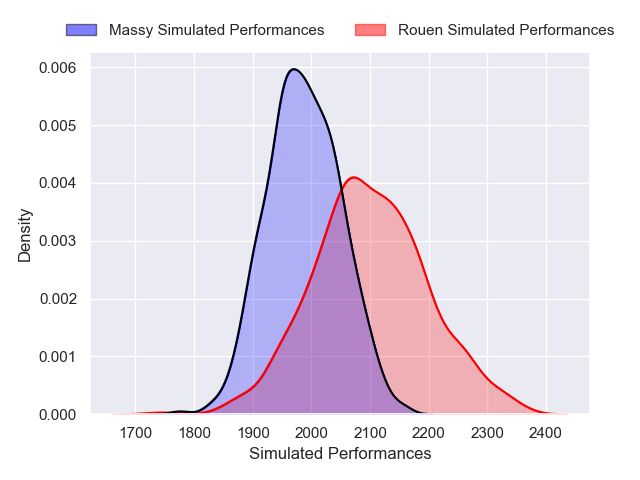 Massy Simulated Performances Rouen Simulated Performances
0.006
0.005
0.004
0.003
0.002
0.001
0.000
Density
1700 1800 1900 2000 2100 2200 2300 2400
Simulated Performances